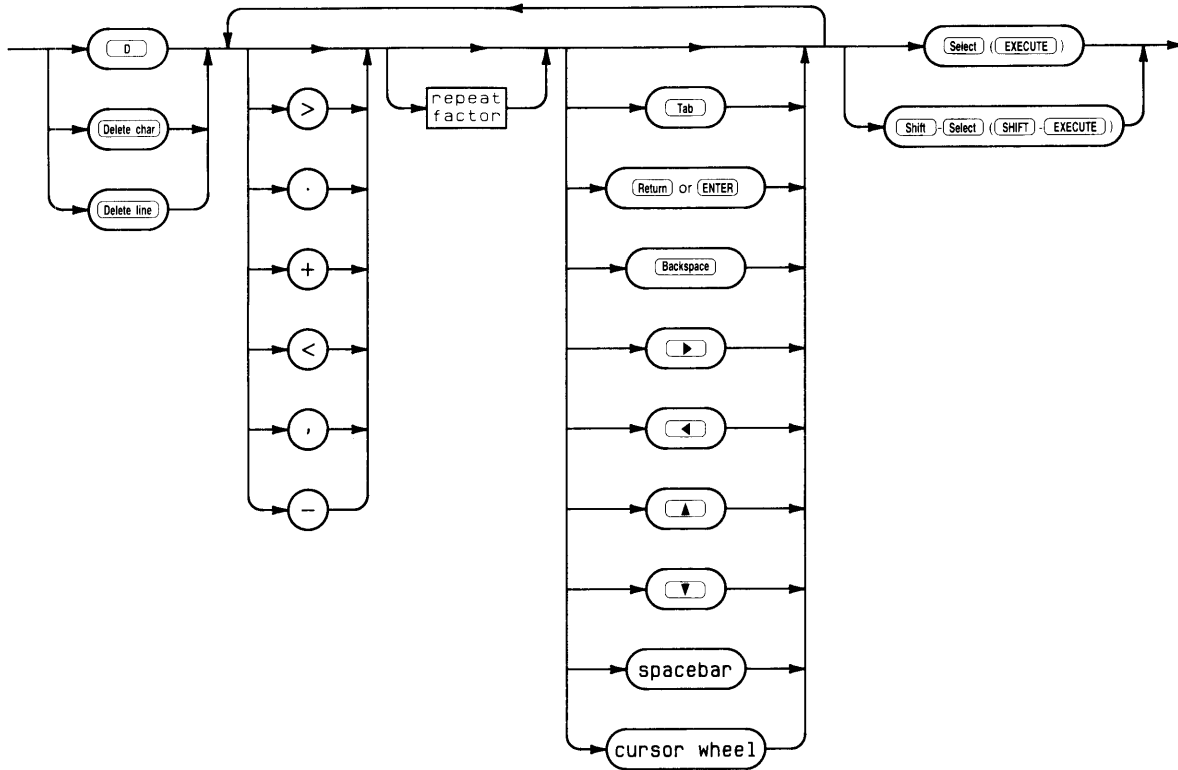 D
Delete char
Delete line
>
.
+
<
,
-
repeat
factor
Tab
Return or ENTER
Backspace
▶
◀
▲
▼
spacebar
cursor wheel
Select (EXECUTE)
Shift-Select (SHIFT-EXECUTE)